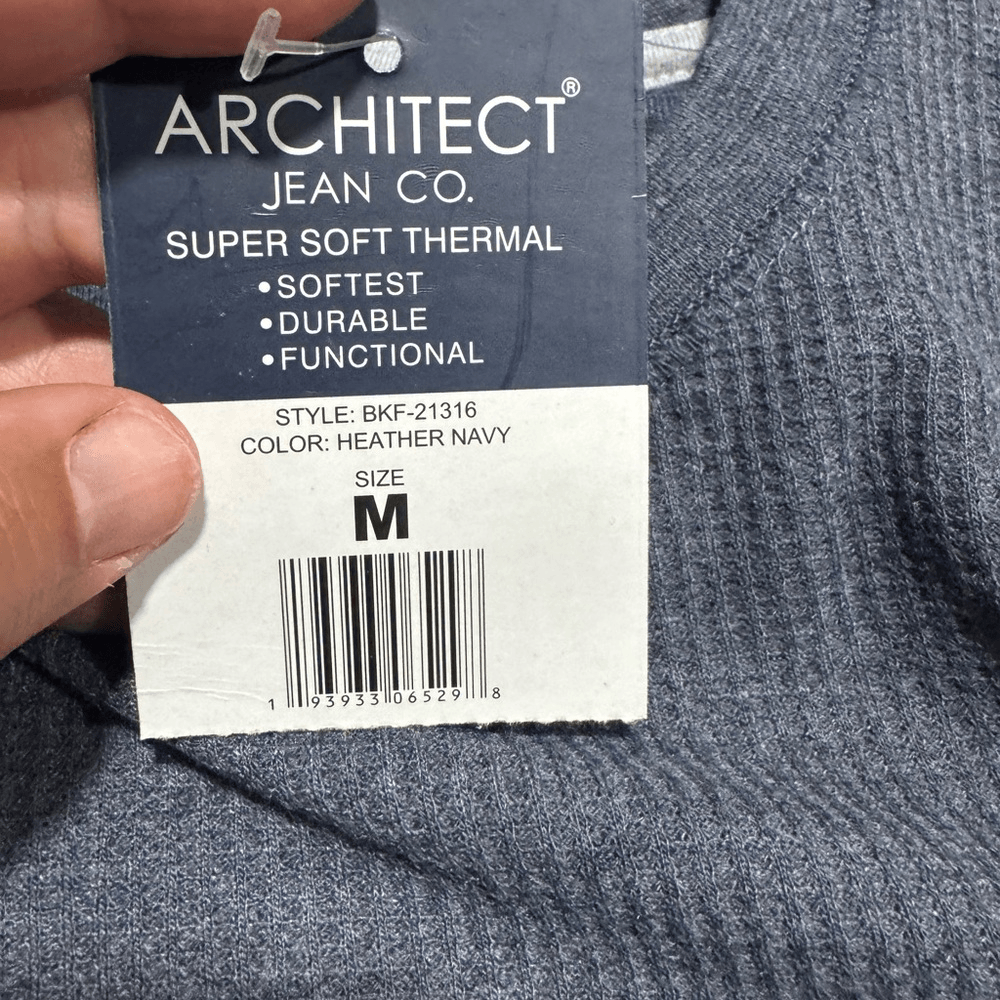 ARCHITECT®
JEAN CO.
SUPER SOFT THERMAL
•SOFTEST
•DURABLE
•FUNCTIONAL
STYLE: BKF-21316
COLOR: HEATHER NAVY
SIZE
M
1 93933 06529 8